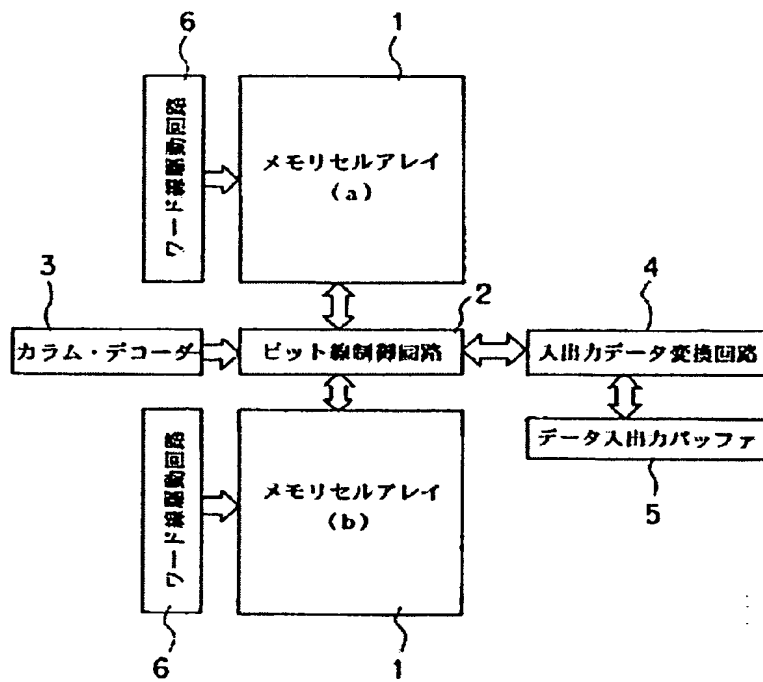 6
1
ワード線駆動回路
メモリセルアレイ
(a)
3
2
4
カラム・デコーダ
ビット線制御回路
入出力データ変換回路
データ入出力バッファ
5
ワード線駆動回路
メモリセルアレイ
(b)
6
1